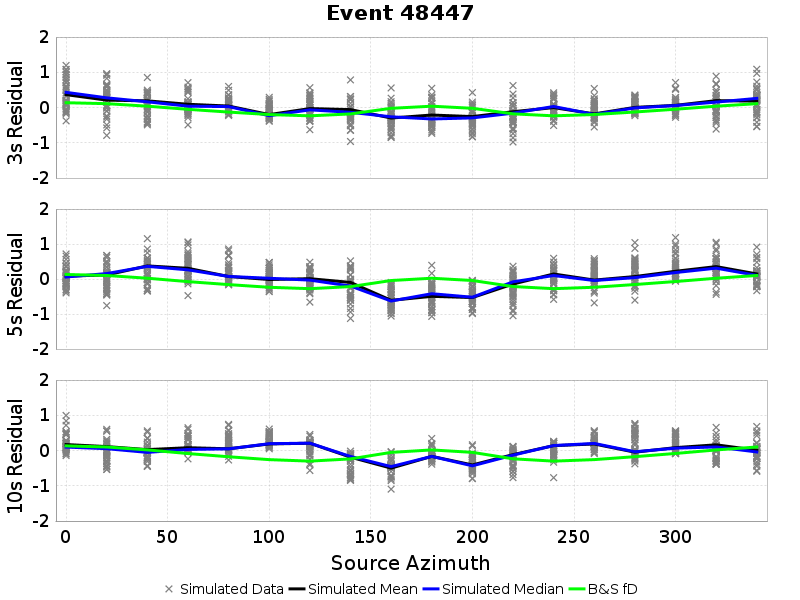 Event 48447
3s Residual
2
1
0
-1
-2
5s Residual
2
1
0
-1
-2
10s Residual
2
1
0
-1
-2
0 50 100 150 200 250 300
Source Azimuth
Simulated Data Simulated Mean Simulated Median B&S fD